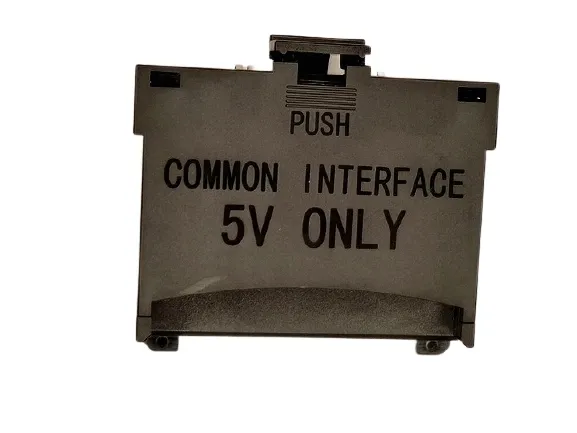 PUSH
COMMON INTERFACE
5V ONLY